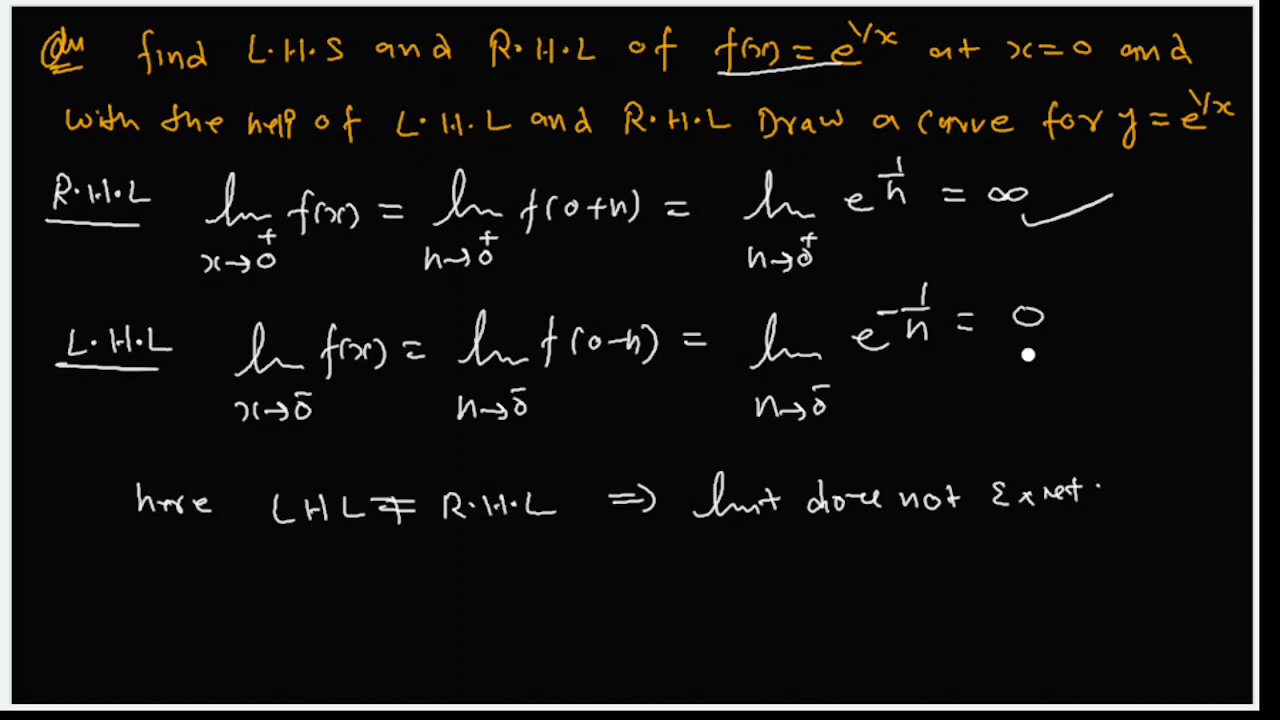 Qu find L.H.S and R.H.L of f(x) = e^1/x at x=0 and
with the help of L.H.L and R.H.L Draw a curve for y = e^1/x
R.H.L lim x→0+ f(x) = lim h→0+ f(0+h) = lim h→0+ e^1/h = ∞
L.H.L lim x→0- f(x) = lim h→0- f(0-h) = lim h→0- e^-1/h = 0
here LHL ≠ R.H.L ⇒ limit does not Exist.